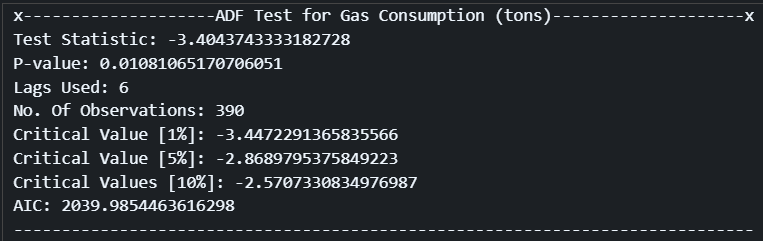 x--------------------ADF Test for Gas Consumption (tons)--------------------x
Test Statistic: -3.4043743333182728
P-value: 0.01081065170706051
Lags Used: 6
No. Of Observations: 390
Critical Value [1%]: -3.4472291365835566
Critical Value [5%]: -2.8689795375849223
Critical Values [10%]: -2.5707330834976987
AIC: 2039.9854463616298
-----------------------------------------------------------------------------